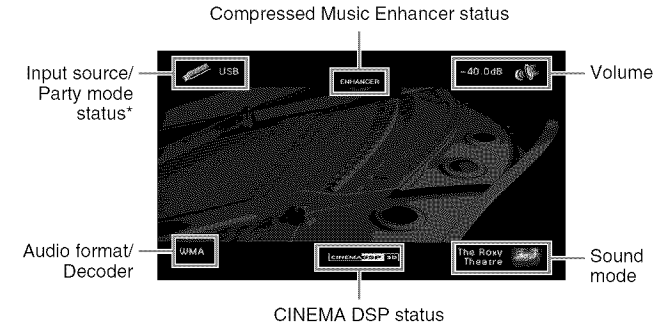 Compressed Music Enhancer status
Input source/
Party mode
status*
USB
ENHANCER
-40.0dB
Volume
Audio format/
Decoder
WMA
CINEMA DSP 3D
The Roxy
Theatre
Sound
mode
CINEMA DSP status